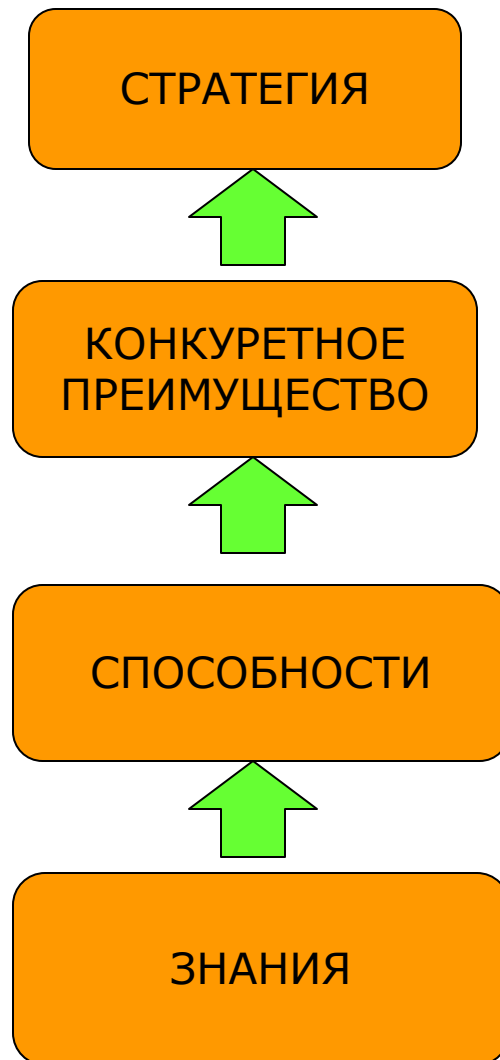 СТРАТЕГИЯ
КОНКУРЕТНОЕ
ПРЕИМУЩЕСТВО
СПОСОБНОСТИ
ЗНАНИЯ